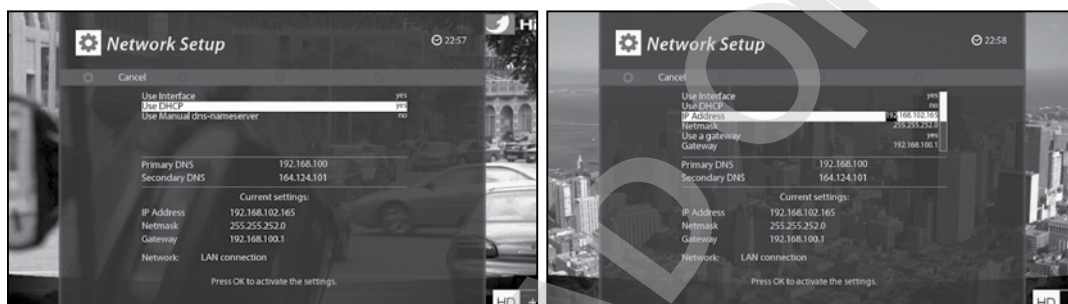 Network Setup
22:57
Hi
Cancel
Use Interface yes
Use DHCP yes
Use Manual dns-nameserver no
Primary DNS 192.168.100
Secondary DNS 164.124.101
Current settings:
IP Address 192.168.102.165
Netmask 255.255.252.0
Gateway 192.168.100.1
Network: LAN connection
Press OK to activate the settings.
HD
Network Setup
22:58
Cancel
Use Interface yes
Use DHCP no
IP Address 192.168.102.165
Netmask 255.255.252.0
Use a gateway yes
Gateway 192.168.100.1
Primary DNS 192.168.100
Secondary DNS 164.124.101
Current settings:
IP Address 192.168.102.165
Netmask 255.255.252.0
Gateway 192.168.100.1
Network: LAN connection
Press OK to activate the settings.
HD